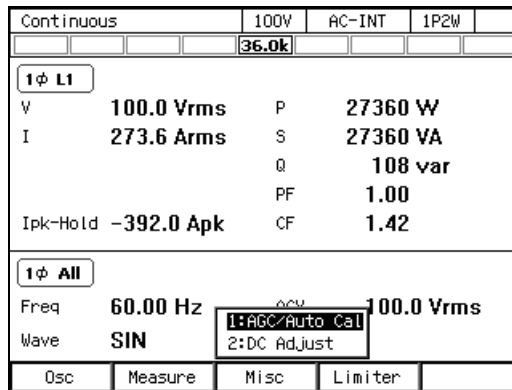 Continuous 100V AC-INT 1P2W
36.0k
1φ L1
V 100.0 Vrms P 27360 W
I 273.6 Arms S 27360 VA
Q 108 var
PF 1.00
Ipk-Hold -392.0 Apk CF 1.42
1φ All
Freq 60.00 Hz 100.0 Vrms
1:AGC/Auto Cal
Wave SIN 2:DC Adjust
Osc Measure Misc Limiter